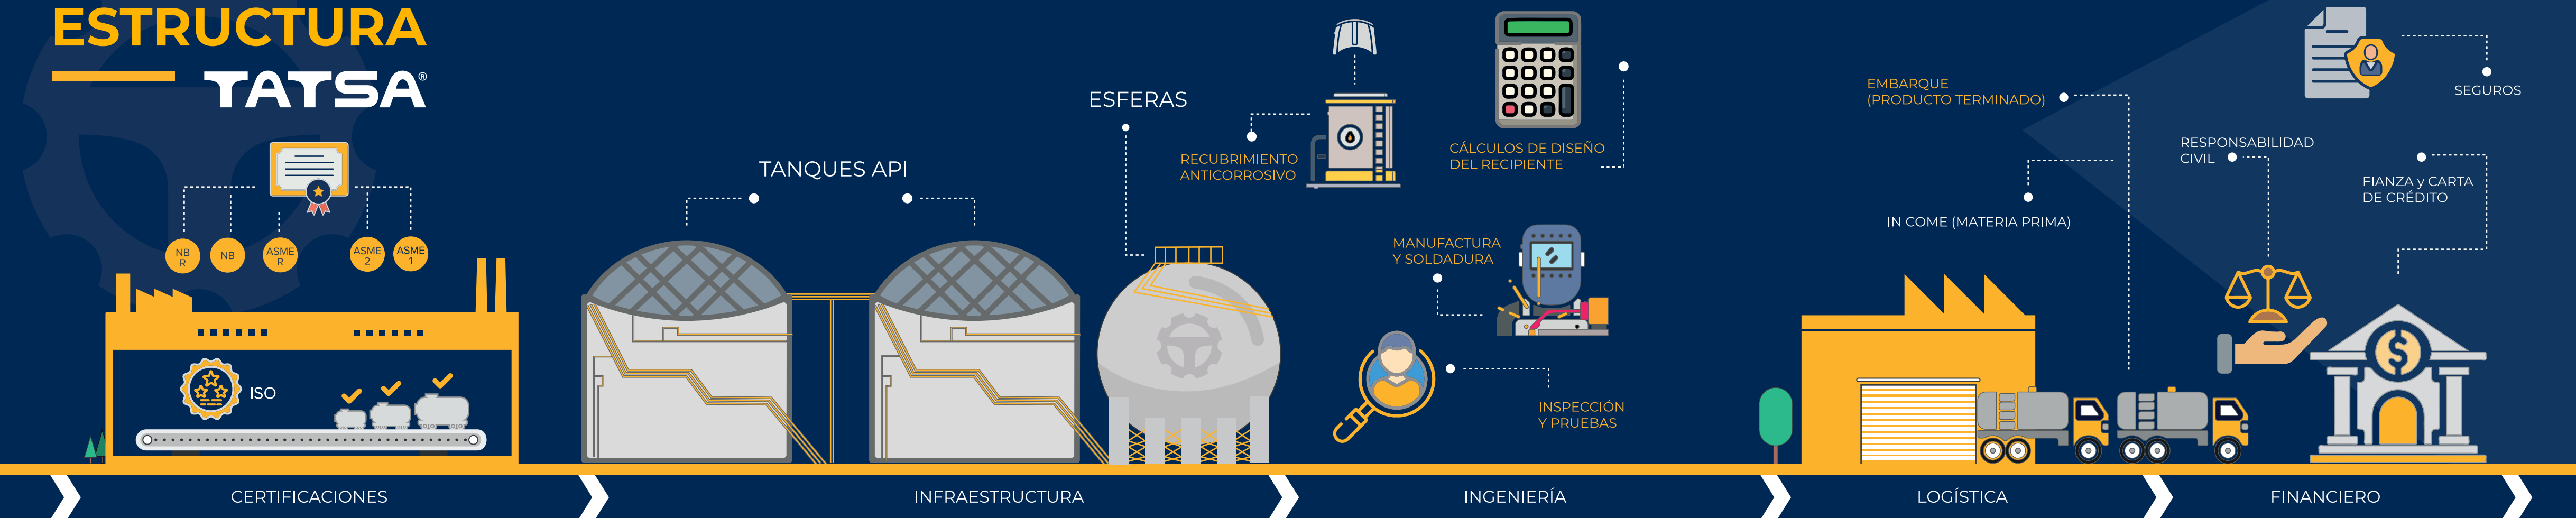 ESTRUCTURA
TATSA®
NB
R
NB
ASME
R
ASME
2
ASME
1
ISO
TANQUES API
ESFERAS
RECUBRIMIENTO
ANTICORROSIVO
CÁLCULOS DE DISEÑO
DEL RECIPIENTE
MANUFACTURA
Y SOLDADURA
INSPECCIÓN
Y PRUEBAS
EMBARQUE
(PRODUCTO TERMINADO)
IN COME (MATERIA PRIMA)
SEGUROS
RESPONSABILIDAD
CIVIL
FIANZA y CARTA
DE CRÉDITO
$
CERTIFICACIONES
INFRAESTRUCTURA
INGENIERÍA
LOGÍSTICA
FINANCIERO